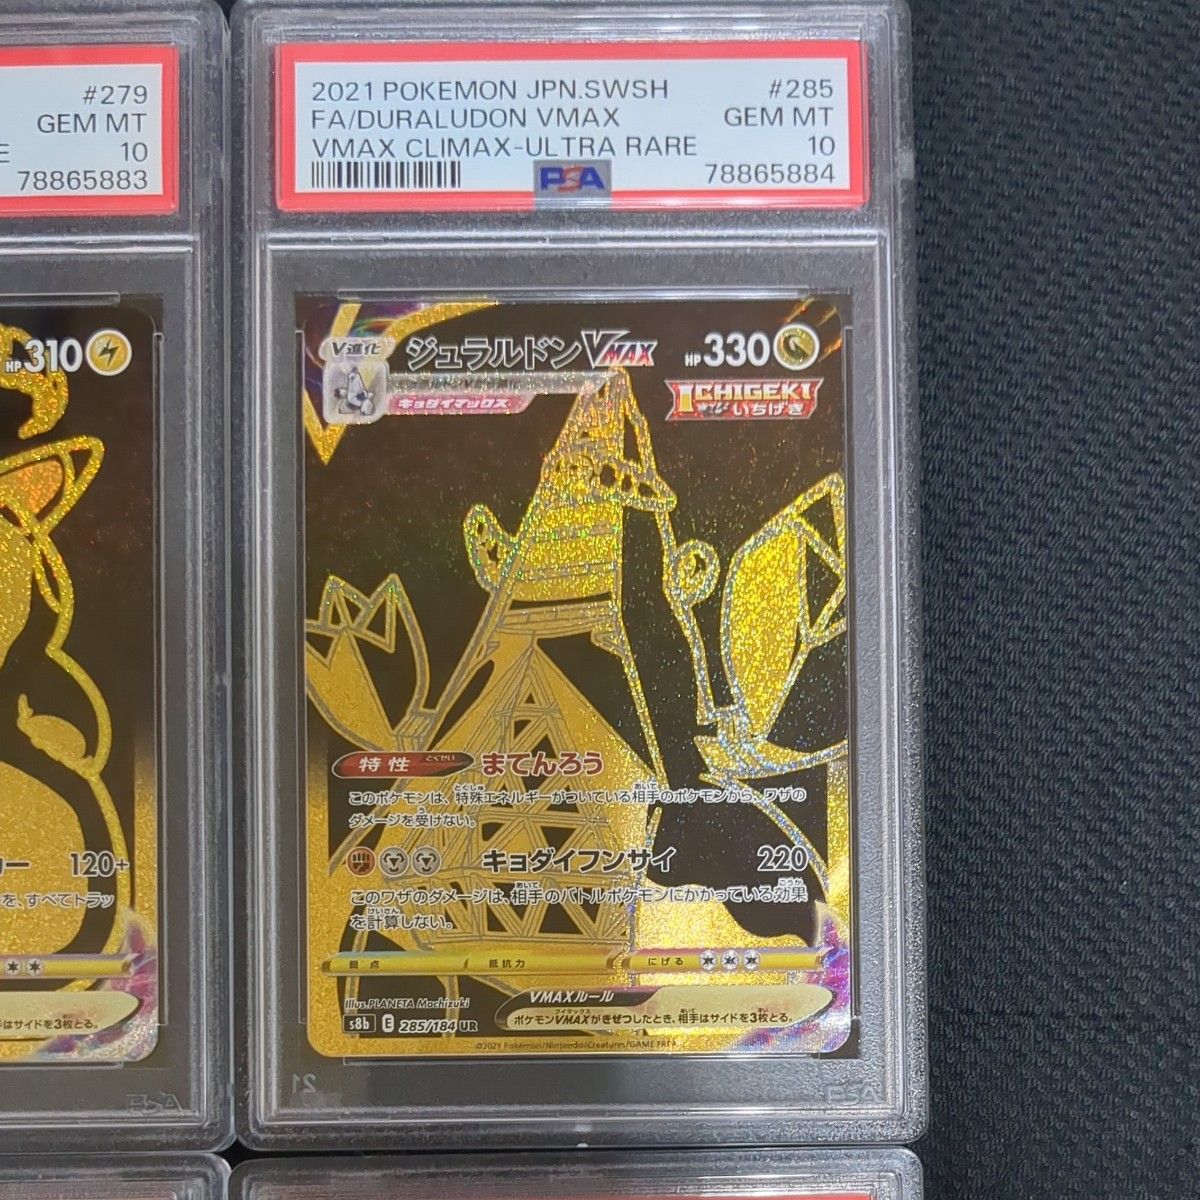 #279
GEM MT
E 10
78865883
2021 POKEMON JPN.SWSH #285
FA/DURALUDON VMAX GEM MT
VMAX CLIMAX-ULTRA RARE 10
PSA 78865884
HP310
カー 120+
を、すべてトラッ
はサイドを3枚とる。
V進化 ジュラルドンVMAX HP330
キョダイマックス
ICHIGEKI
いちげき
特性 とくせい まてんろう
このポケモンは、特殊エネルギーがついている相手のポケモンから、ワザの
ダメージを受けない。
キョダイフンサイ 220
このワザのダメージは、相手のバトルポケモンにかかっている効果
を計算しない。
弱点 抵抗力 にげる
Illus.PLANETA Mochizuki
VMAXルール
s8b E 285/184 UR
ポケモンVMAXがきぜつしたとき、相手はサイドを3枚とる。
©2021 Pokémon/Nintendo/Creatures/GAME FREAK